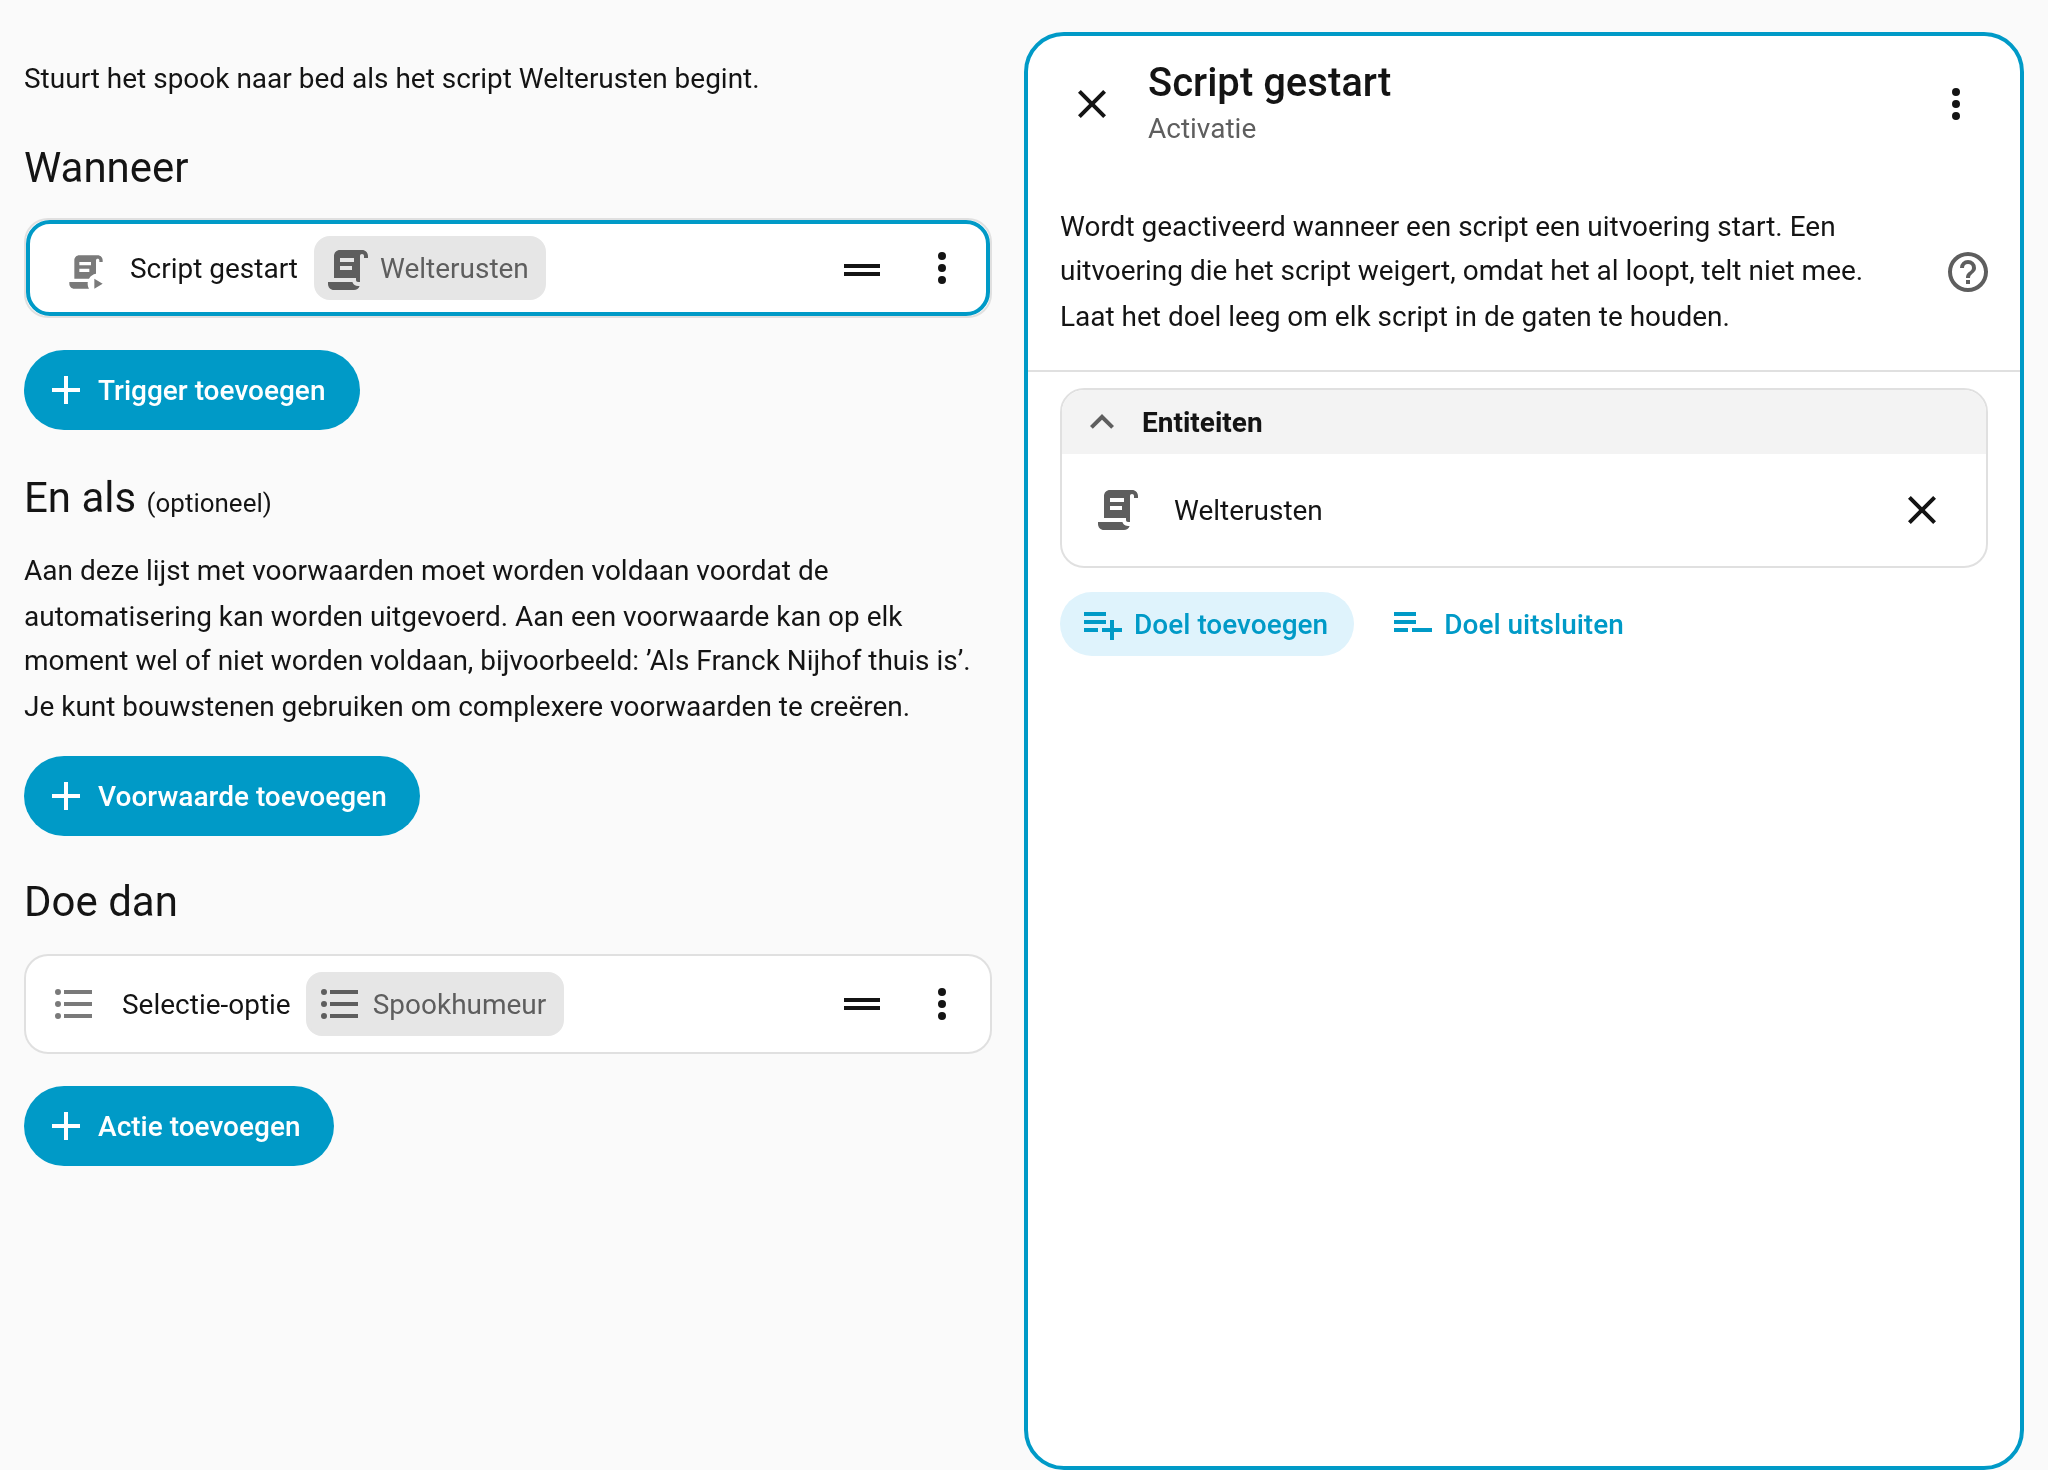 Stuurt het spook naar bed als het script Welterusten begint.
Wanneer
Script gestart Welterusten
Trigger toevoegen
En als (optioneel)
Aan deze lijst met voorwaarden moet worden voldaan voordat de
automatisering kan worden uitgevoerd. Aan een voorwaarde kan op elk
moment wel of niet worden voldaan, bijvoorbeeld: ’Als Franck Nijhof thuis is’.
Je kunt bouwstenen gebruiken om complexere voorwaarden te creëren.
Voorwaarde toevoegen
Doe dan
Selectie-optie Spookhumeur
Actie toevoegen
Script gestart
Activatie
Wordt geactiveerd wanneer een script een uitvoering start. Een
uitvoering die het script weigert, omdat het al loopt, telt niet mee.
Laat het doel leeg om elk script in de gaten te houden.
Entiteiten
Welterusten
Doel toevoegen Doel uitsluiten